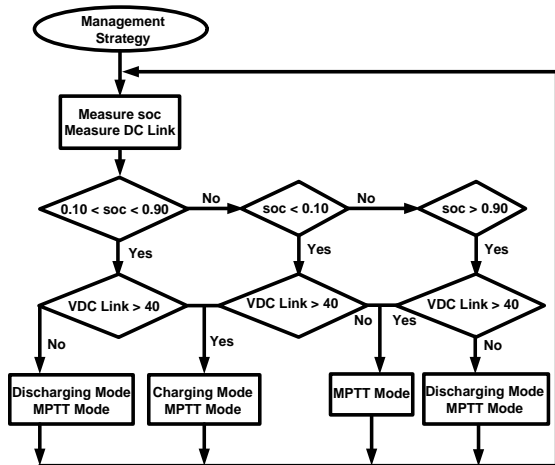 Management
Strategy
Measure soc
Measure DC Link
0.10 < soc < 0.90
No
soc < 0.10
No
soc > 0.90
Yes
Yes
Yes
VDC Link > 40
VDC Link > 40
VDC Link > 40
No
Yes
No
Yes
No
Discharging Mode
MPTT Mode
Charging Mode
MPTT Mode
MPTT Mode
Discharging Mode
MPTT Mode